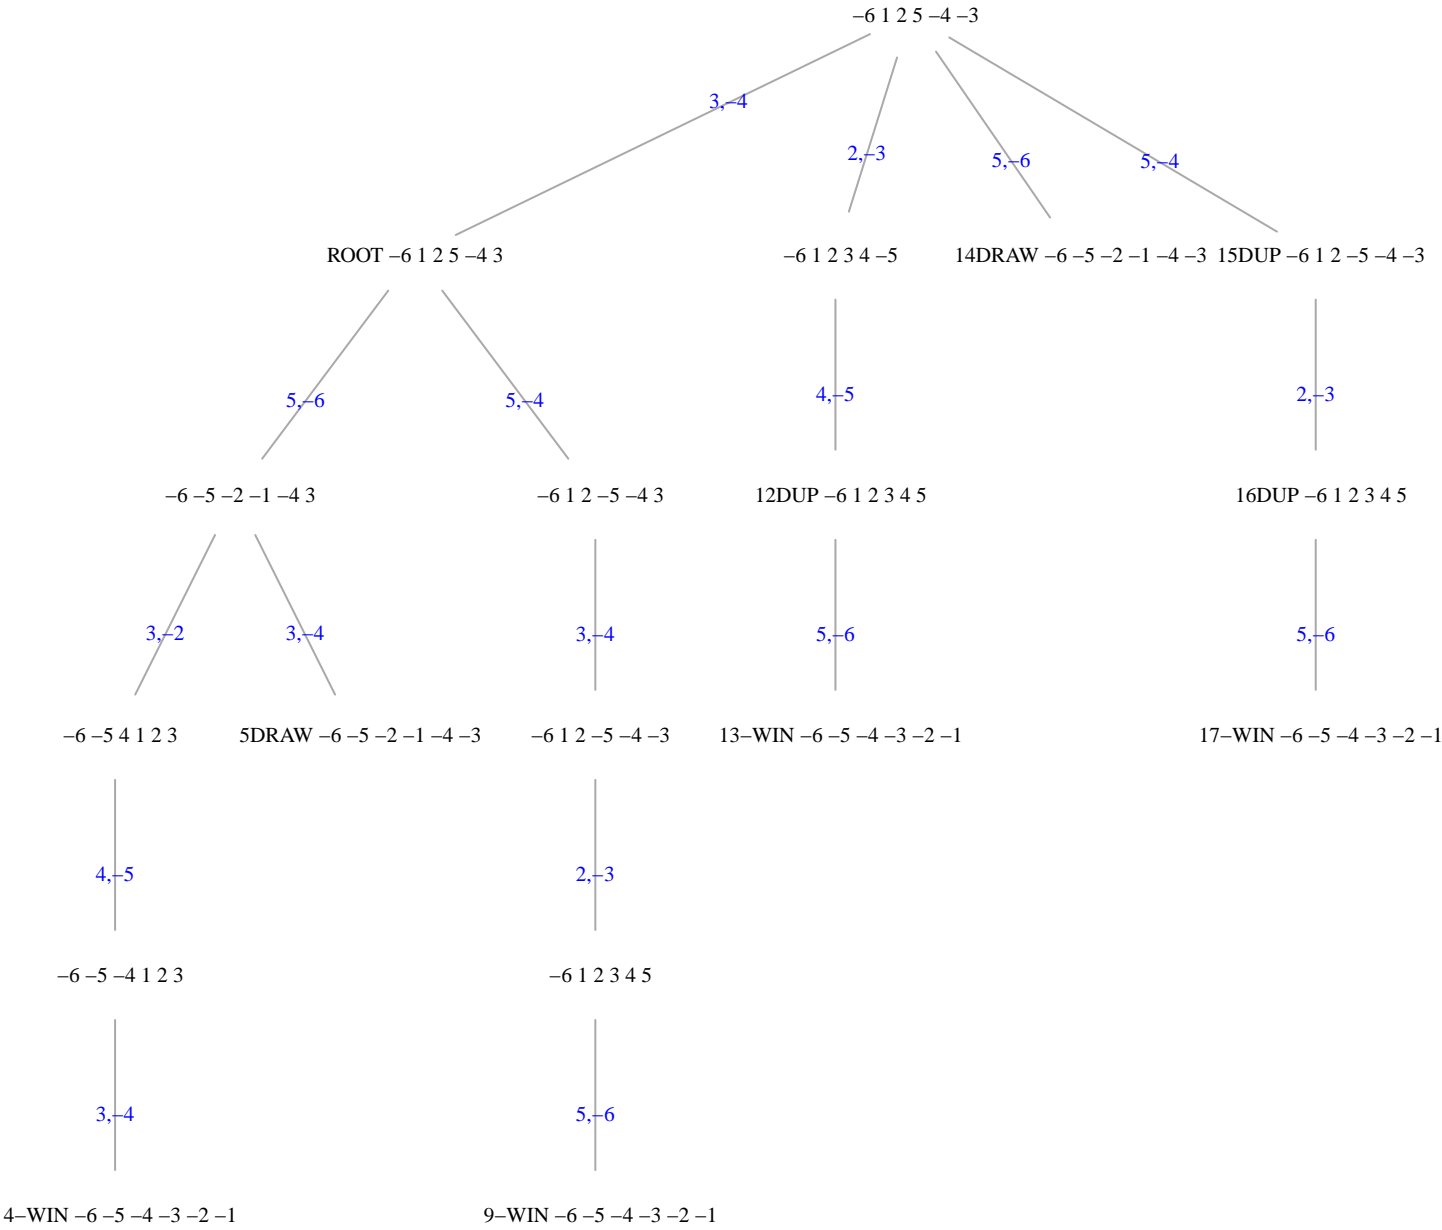 –6 1 2 5 –4 –3
3,–4
2,–3
5,–6
5,–4
ROOT –6 1 2 5 –4 3
–6 1 2 3 4 –5
14DRAW –6 –5 –2 –1 –4 –3
15DUP –6 1 2 –5 –4 –3
5,–6
5,–4
4,–5
2,–3
–6 –5 –2 –1 –4 3
–6 1 2 –5 –4 3
12DUP –6 1 2 3 4 5
16DUP –6 1 2 3 4 5
3,–2
3,–4
3,–4
5,–6
5,–6
–6 –5 4 1 2 3
5DRAW –6 –5 –2 –1 –4 –3
–6 1 2 –5 –4 –3
13–WIN –6 –5 –4 –3 –2 –1
17–WIN –6 –5 –4 –3 –2 –1
4,–5
2,–3
–6 –5 –4 1 2 3
–6 1 2 3 4 5
3,–4
5,–6
4–WIN –6 –5 –4 –3 –2 –1
9–WIN –6 –5 –4 –3 –2 –1